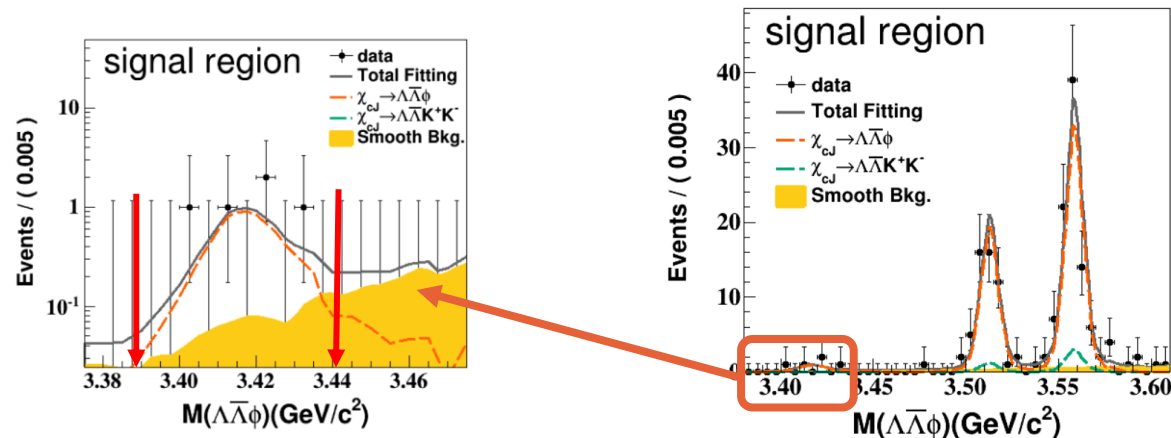 signal region
data
Total Fitting
χcJ→ΛΛ̅ϕ
χcJ→ΛΛ̅K⁺K⁻
Smooth Bkg.
Events / ( 0.005 )
10
1
10⁻¹
3.38 3.40 3.42 3.44 3.46
M(ΛΛ̅ϕ)(GeV/c²)
signal region
data
Total Fitting
χcJ→ΛΛ̅ϕ
χcJ→ΛΛ̅K⁺K⁻
Smooth Bkg.
Events / ( 0.005 )
40
20
0
3.40 3.45 3.50 3.55 3.60
M(ΛΛ̅ϕ)(GeV/c²)